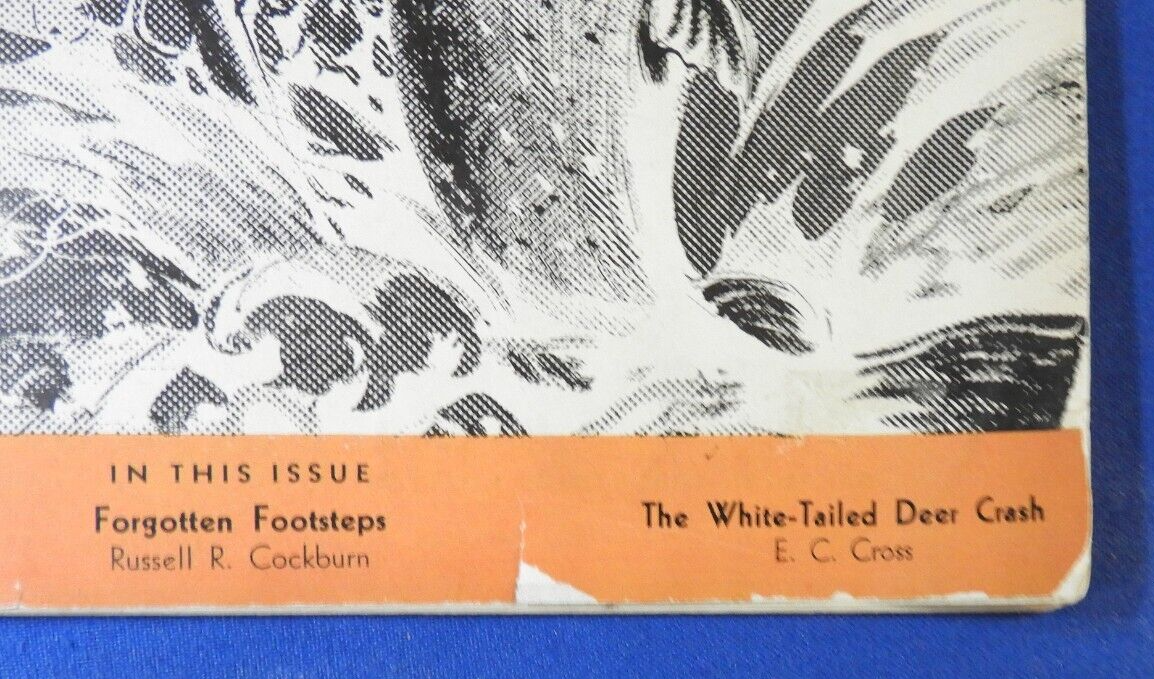 IN THIS ISSUE
Forgotten Footsteps
Russell R. Cockburn
The White-Tailed Deer Crash
E. C. Cross